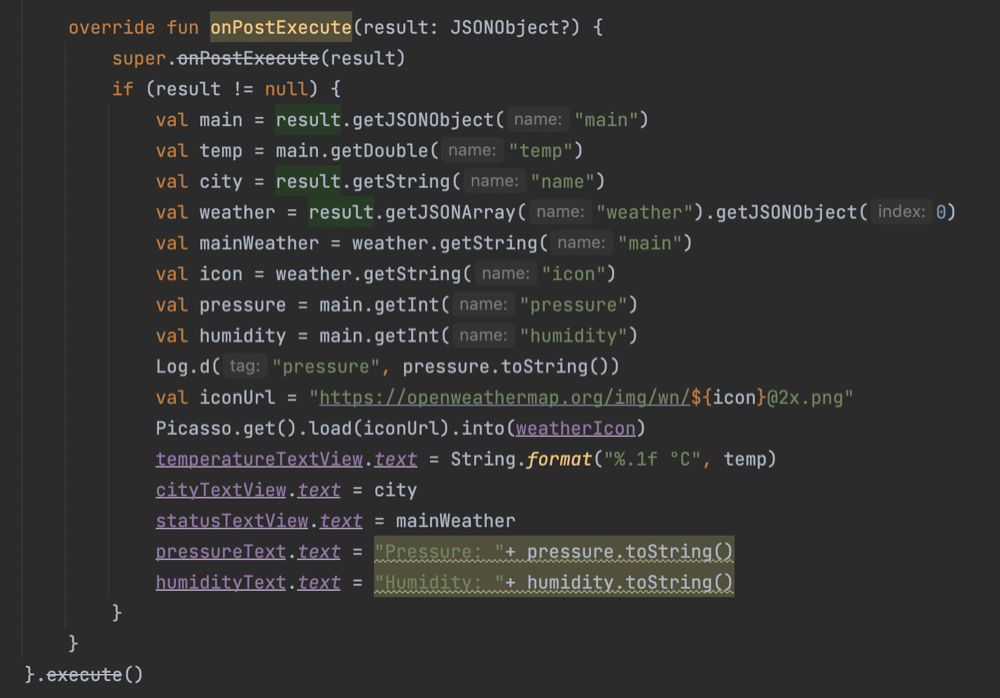 override fun onPostExecute(result: JSONObject?) {
super.onPostExecute(result)
if (result != null) {
val main = result.getJSONObject( name: "main")
val temp = main.getDouble( name: "temp")
val city = result.getString( name: "name")
val weather = result.getJSONArray( name: "weather").getJSONObject( index: 0)
val mainWeather = weather.getString( name: "main")
val icon = weather.getString( name: "icon")
val pressure = main.getInt( name: "pressure")
val humidity = main.getInt( name: "humidity")
Log.d( tag: "pressure", pressure.toString())
val iconUrl = "https://openweathermap.org/img/wn/${icon}@2x.png"
Picasso.get().load(iconUrl).into(weatherIcon)
temperatureTextView.text = String.format("%.1f °C", temp)
cityTextView.text = city
statusTextView.text = mainWeather
pressureText.text = "Pressure: "+ pressure.toString()
humidityText.text = "Humidity: "+ humidity.toString()
}
}
}.execute()